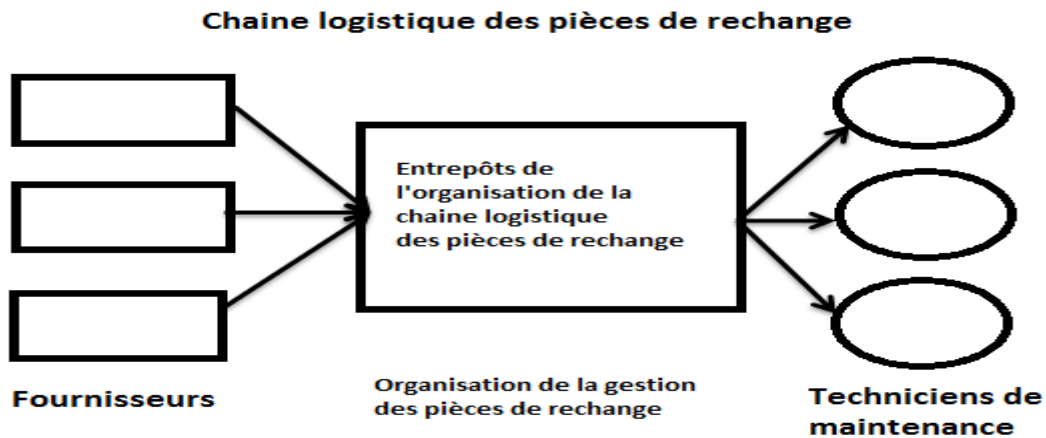 Chaine logistique des pièces de rechange
Entrepôts de
l'organisation de la
chaine logistique
des pièces de rechange
Fournisseurs
Organisation de la gestion
des pièces de rechange
Techniciens de
maintenance